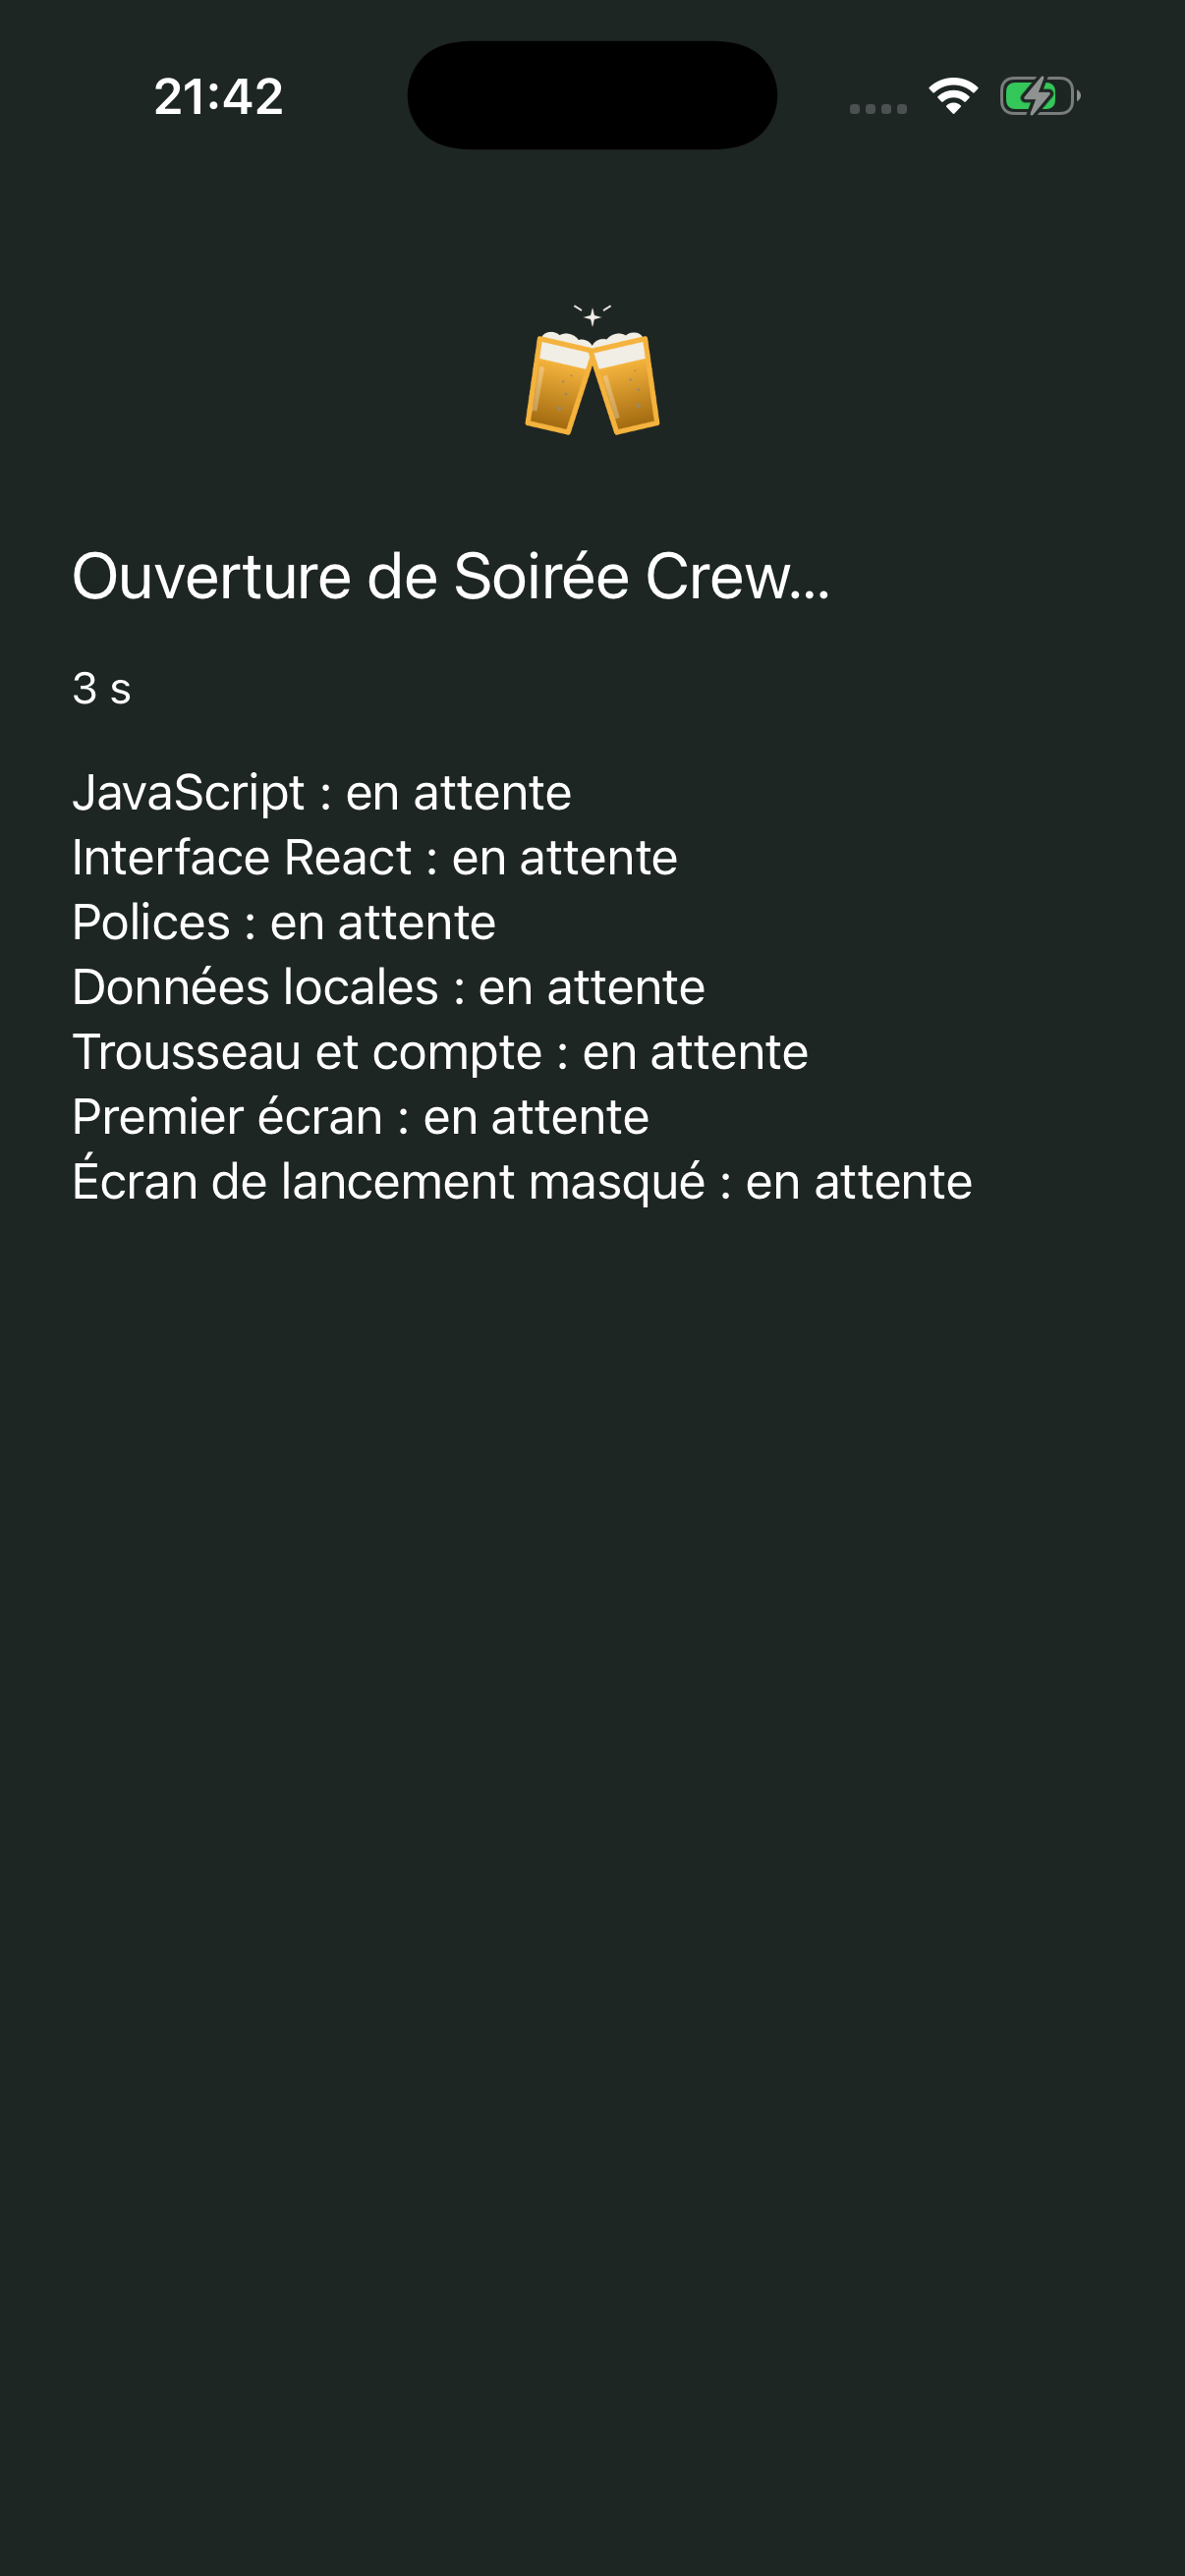 21:42
Ouverture de Soirée Crew...
3 s
JavaScript : en attente
Interface React : en attente
Polices : en attente
Données locales : en attente
Trousseau et compte : en attente
Premier écran : en attente
Écran de lancement masqué : en attente